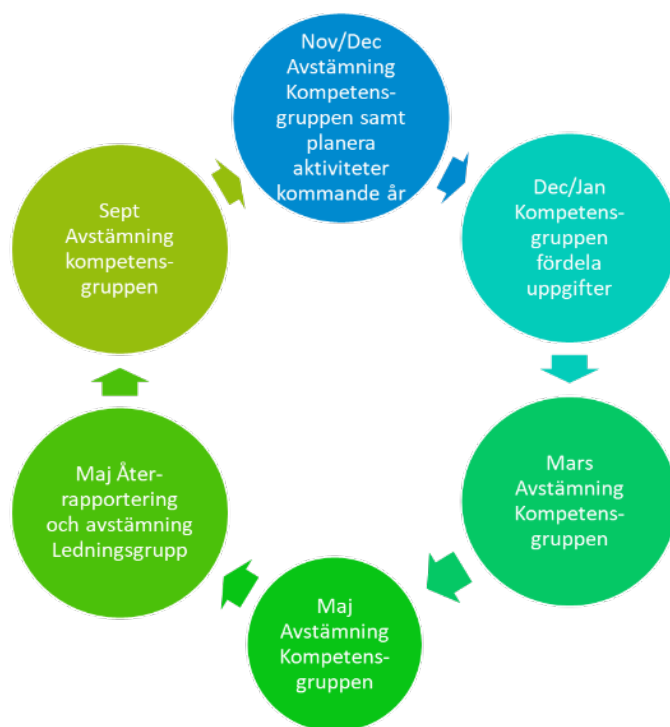 Nov/Dec
Avstämning
Kompetens-
gruppen samt
planera
aktiviteter
kommande år
Dec/Jan
Kompetens-
gruppen
fördela
uppgifter
Mars
Avstämning
Kompetens-
gruppen
Maj
Avstämning
Kompetens-
gruppen
Maj Åter-
rapportering
och avstämning
Ledningsgrupp
Sept
Avstämning
kompetens-
gruppen